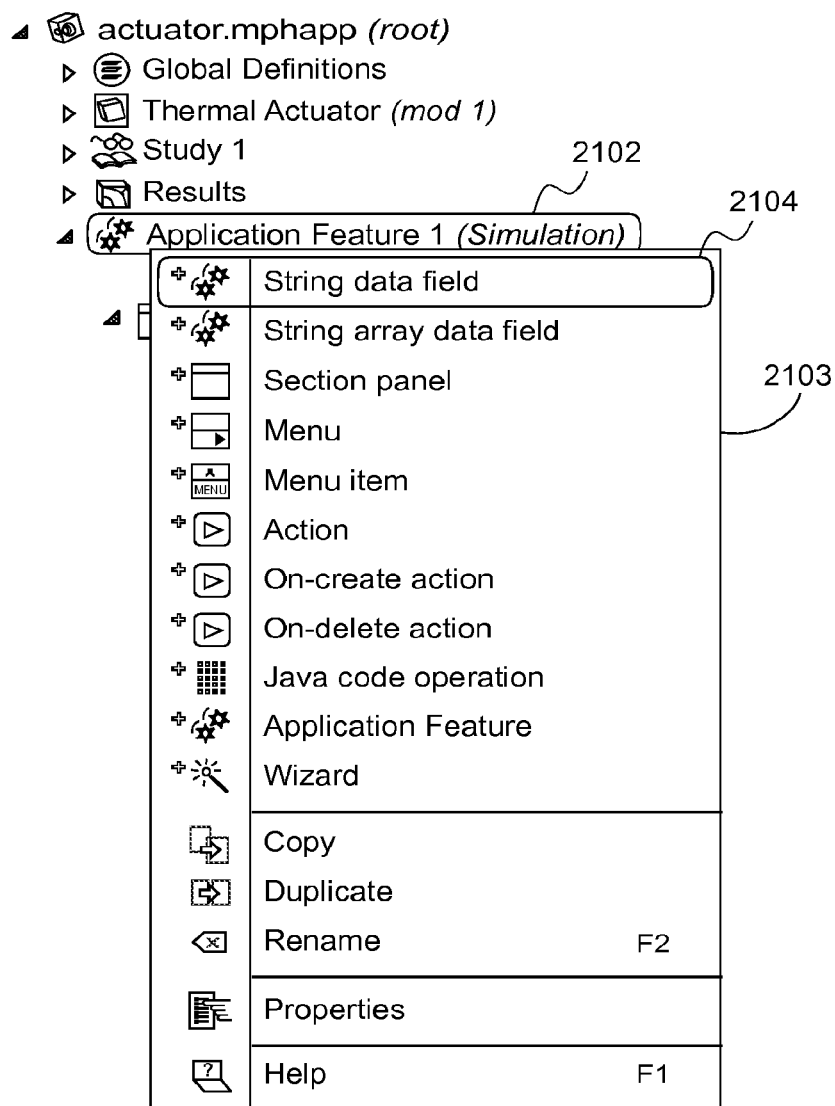 actuator.mphapp (root)
Global Definitions
Thermal Actuator (mod 1)
Study 1
2102
Results
2104
Application Feature 1 (Simulation)
String data field
String array data field
2103
Section panel
Menu
MENU
Menu item
Action
On-create action
On-delete action
Java code operation
Application Feature
Wizard
Copy
Duplicate
Rename F2
Properties
? Help F1